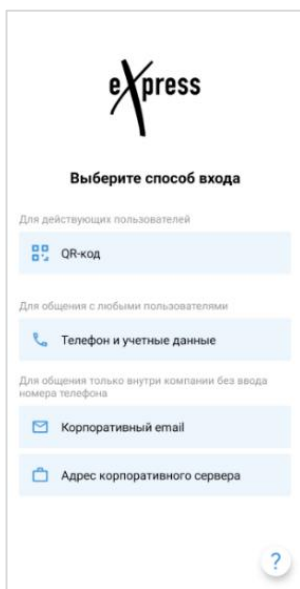 eXpress
Выберите способ входа
Для действующих пользователей
QR-код
Для общения с любыми пользователями
Телефон и учетные данные
Для общения только внутри компании без ввода
номера телефона
Корпоративный email
Адрес корпоративного сервера
?